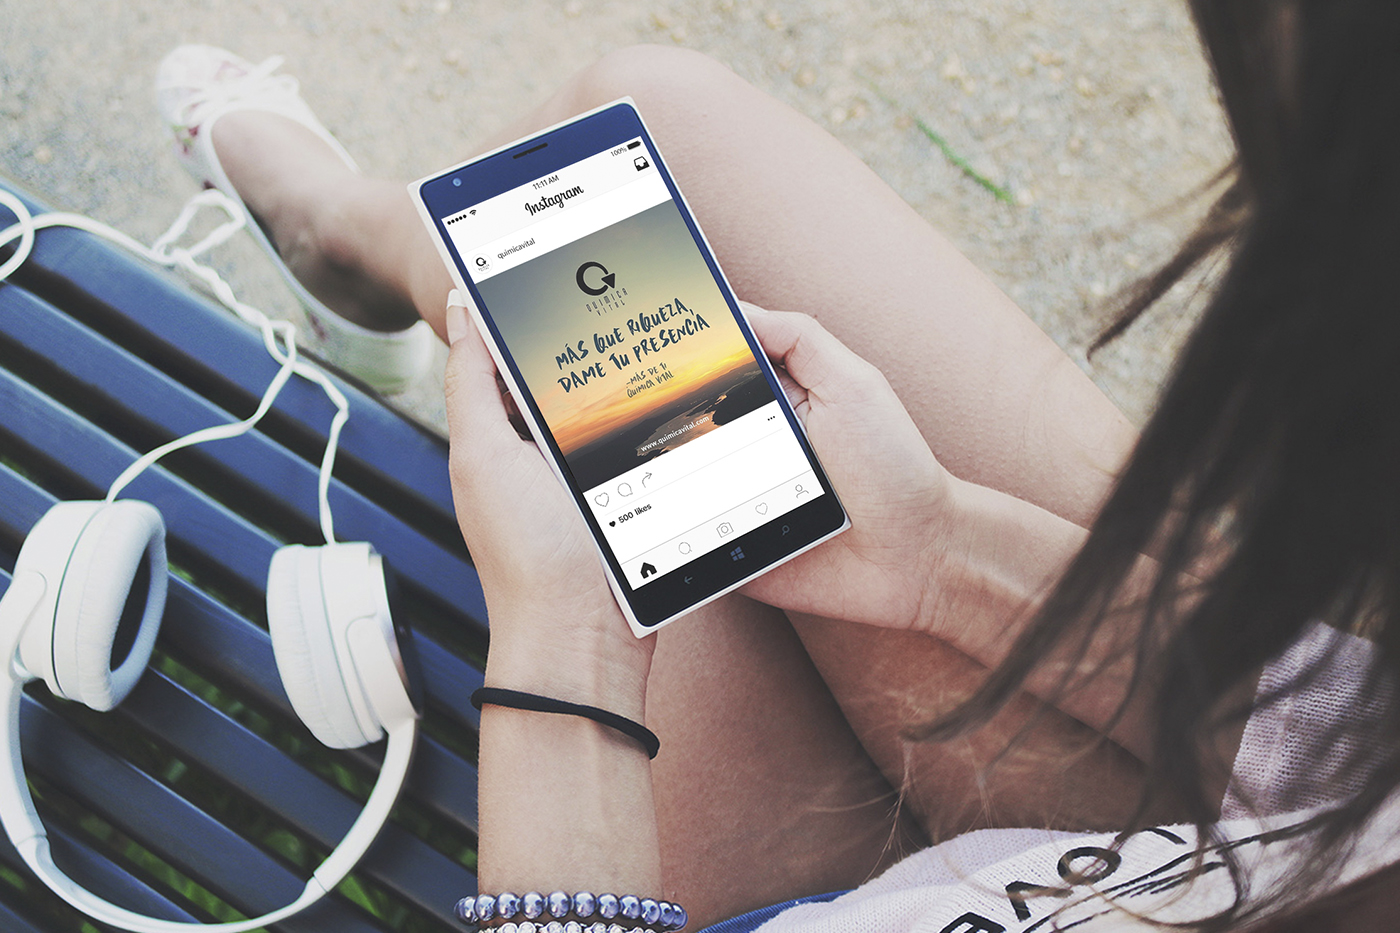 100%
11:11 AM
Instagram
quimicavital
QUIMICA
VITAL
MÁS QUE RIQUEZA,
DAME TU PRESENCIA
-MÁS DE TU
QUIMICA VITAL
www.quimicavital.com
500 likes